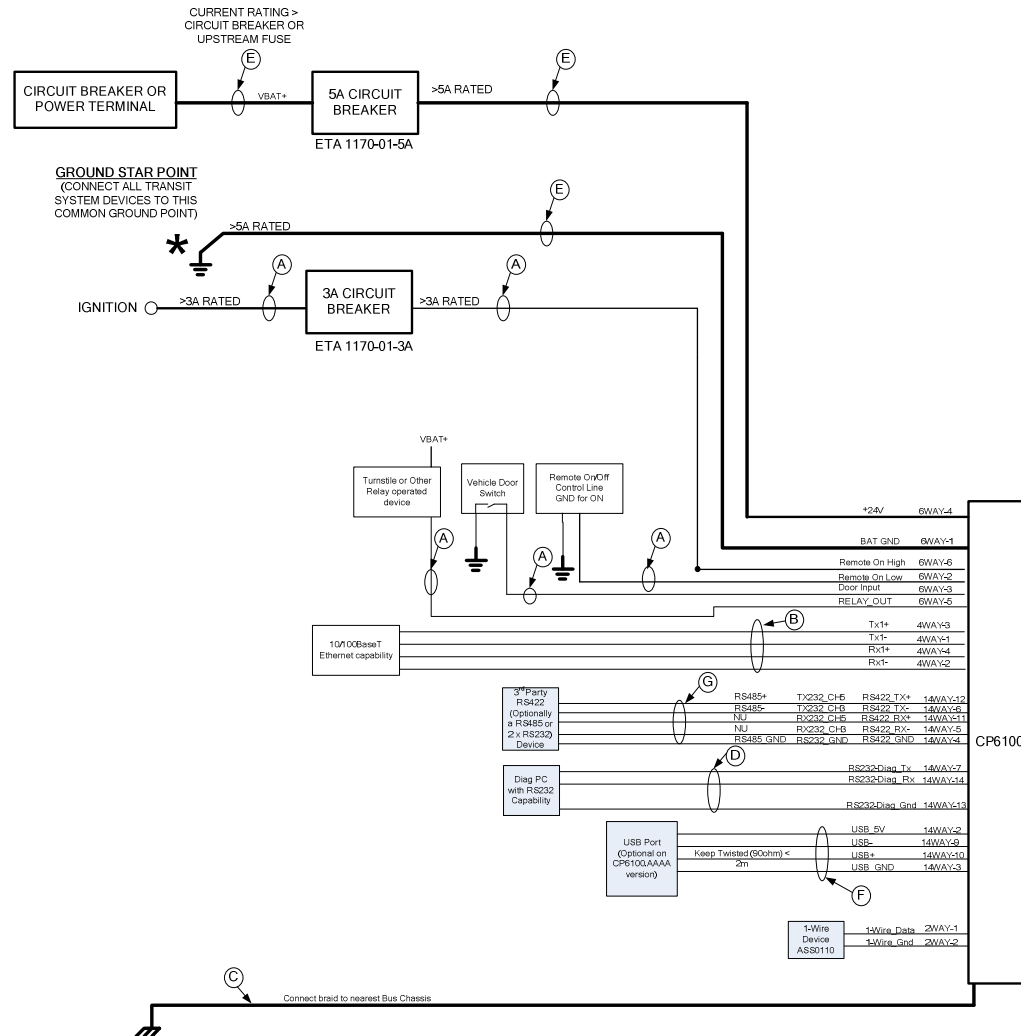 CURRENT RATING >
CIRCUIT BREAKER OR
UPSTREAM FUSE
E
E
CIRCUIT BREAKER OR
POWER TERMINAL
VBAT+
5A CIRCUIT
BREAKER
>5A RATED
ETA 1170-01-5A
GROUND STAR POINT
(CONNECT ALL TRANSIT
SYSTEM DEVICES TO THIS
COMMON GROUND POINT)
E
>5A RATED
*
A
A
IGNITION
>3A RATED
3A CIRCUIT
BREAKER
>3A RATED
ETA 1170-01-3A
VBAT+
Turnstile or Other
Relay operated
device
Vehicle Door
Switch
Remote On/Off
Control Line
GND for ON
A
A
A
+24V 6WAY-4
BAT GND 6WAY-1
Remote On High 6WAY-6
Remote On Low 6WAY-2
Door Input 6WAY-3
RELAY_OUT 6WAY-5
10/100BaseT
Ethernet capability
B
Tx1+ 4WAY-3
Tx1- 4WAY-1
Rx1+ 4WAY-4
Rx1- 4WAY-2
3rd Party
RS422
(Optionally
a RS485 or
2 x RS232)
Device
G
RS485+ TX232_CH5 RS422_TX+ 14WAY-12
RS485- TX232_CH3 RS422_TX- 14WAY-6
NU RX232_CH5 RS422_RX+ 14WAY-11
NU RX232_CH3 RS422_RX- 14WAY-5
RS485_GND RS232_GND RS422_GND 14WAY-4
CP6100
Diag PC
with RS232
Capability
D
RS232-Diag_Tx 14WAY-7
RS232-Diag_Rx 14WAY-14
RS232-Diag_Gnd 14WAY-13
USB Port
(Optional on
CP6100.AAAA
version)
Keep Twisted (90ohm) <
2m
USB_5V 14WAY-2
USB- 14WAY-9
USB+ 14WAY-10
USB_GND 14WAY-3
F
1-Wire
Device
ASS0110
1-Wire_Data 2WAY-1
1-Wire_Gnd 2WAY-2
C
Connect braid to nearest Bus Chassis